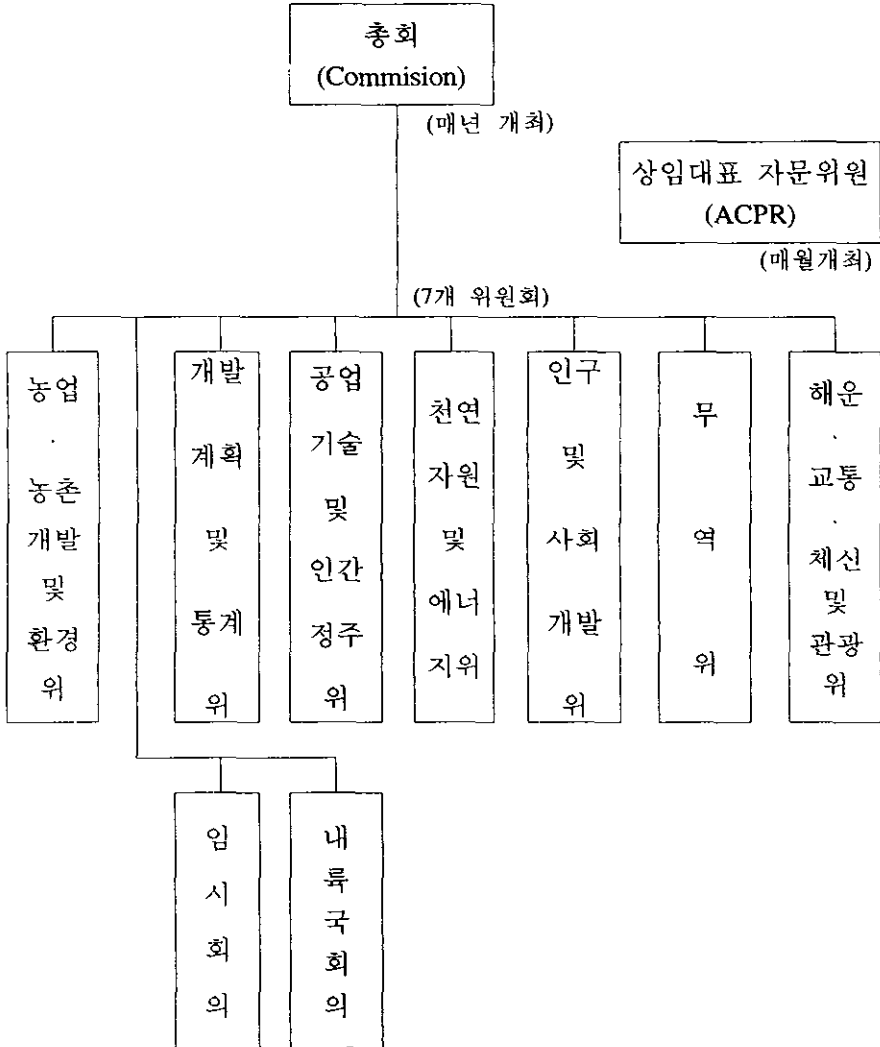 총회
(Commision)
(매년 개최)
상임대표 자문위원
(ACPR)
(매월개최)
(7개 위원회)
농업
·
농촌
개발
및
환경
위
개발
계획
및
통계
위
공업
기술
및
인간
정주
위
천연
자원
및
에너
지위
인구
및
사회
개발
위
무
역
위
해운
·
교통
·
체신
및
관광
위
임
시
회
의
내
륙
국
회
의